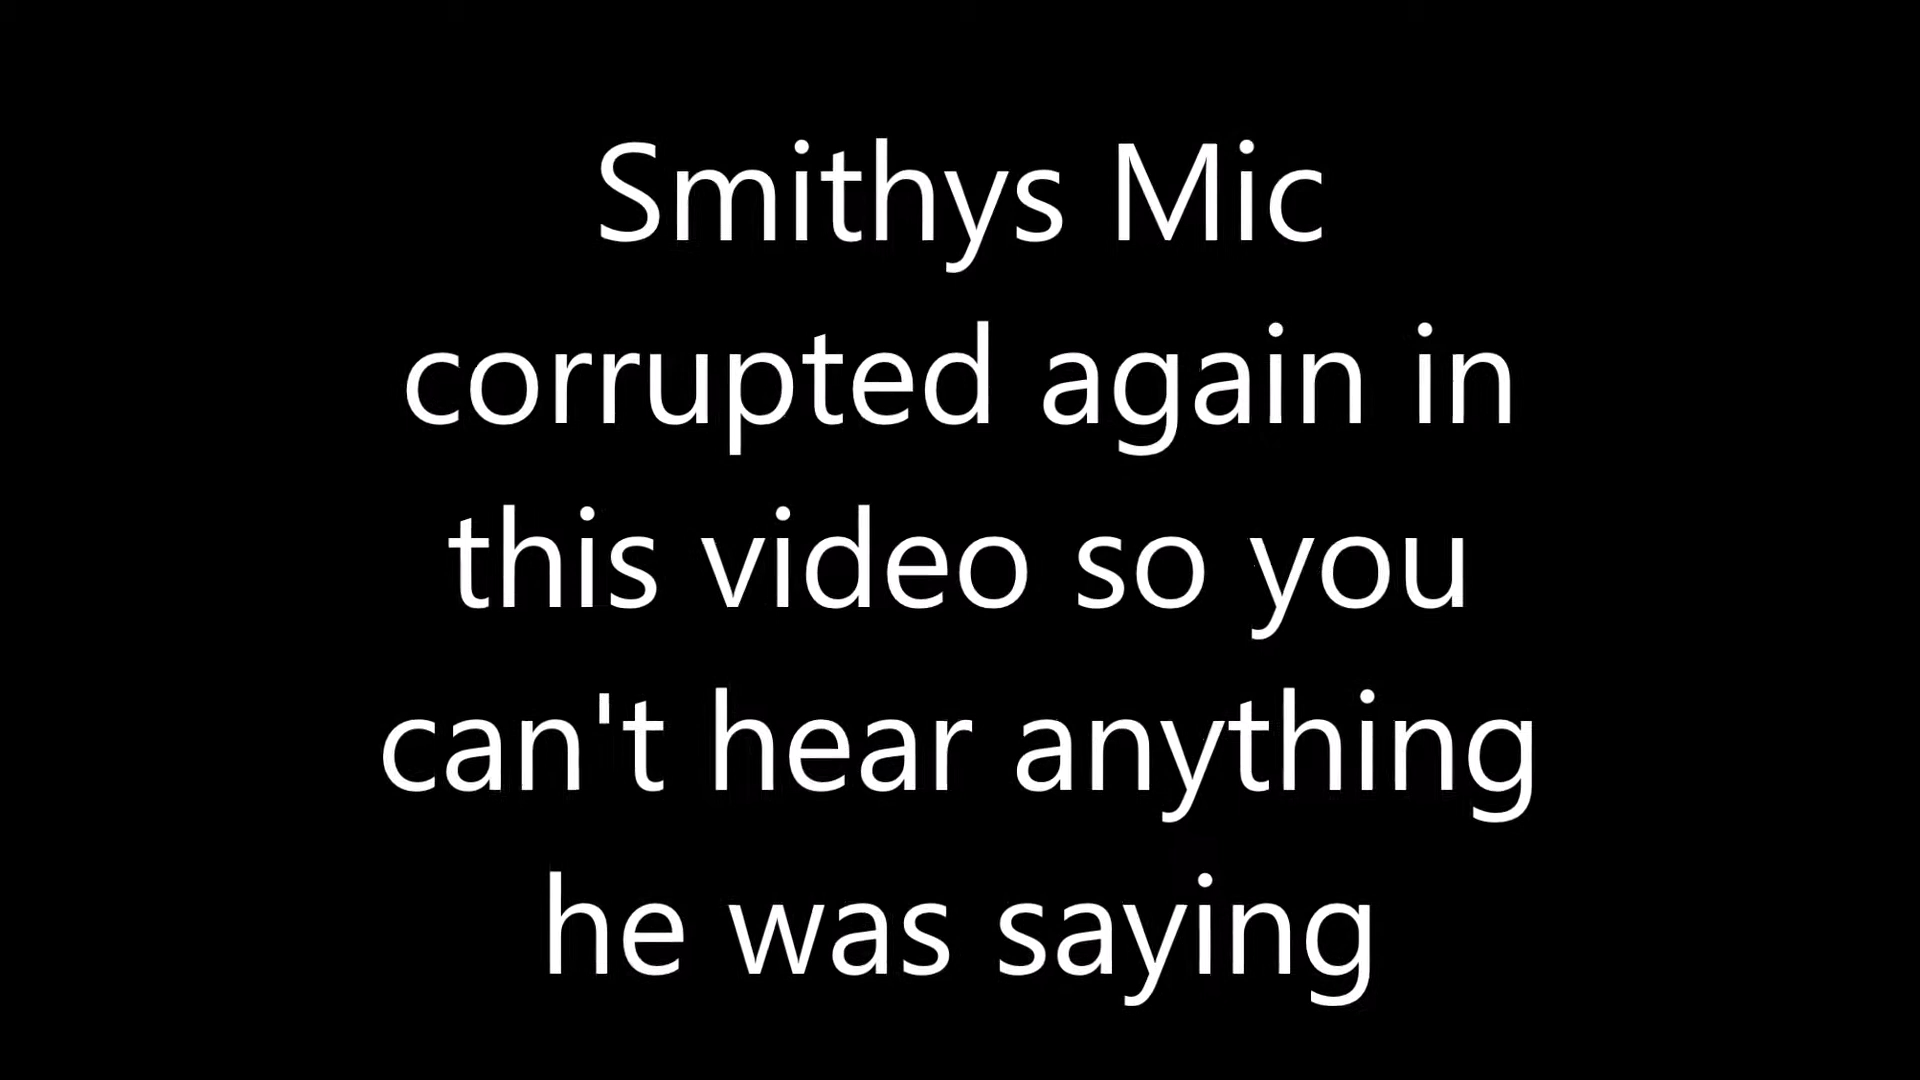 Smithys Mic
corrupted again in
this video so you
can't hear anything
he was saying